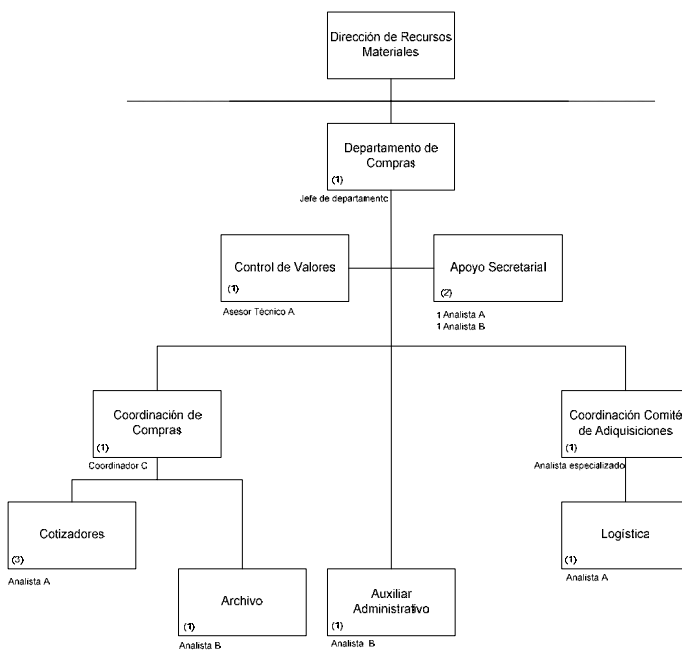 Dirección de Recursos
Materiales
Departamento de
Compras
(1)
Jefe de departamento
Control de Valores
(1)
Asesor Técnico A
Apoyo Secretarial
(2)
1 Analista A
1 Analista B
Coordinación de
Compras
(1)
Coordinador C
Coordinación Comité
de Adiquisiciones
(1)
Analista especializado
Cotizadores
(3)
Analista A
Logística
(1)
Analista A
Archivo
(1)
Analista B
Auxiliar
Administrativo
(1)
Analista B